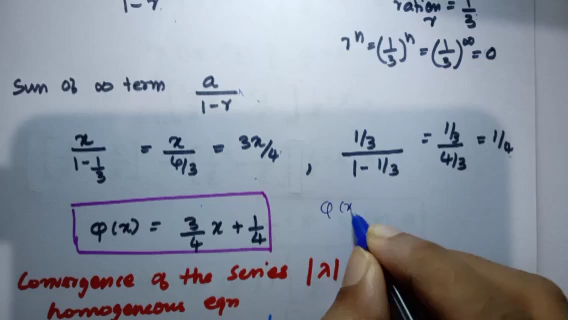 1-r
ration = 1/3
r
r^n = (1/3)^n = (1/3)^∞ = 0
Sum of ∞ term a/1-r
x/1-1/3 = x/4/3 = 3x/4 , 1/3/1-1/3 = 1/3/4/3 = 1/4
φ(x) = 3/4 x + 1/4
φ(x
Convergence of the series |λ|
homogeneous eqn